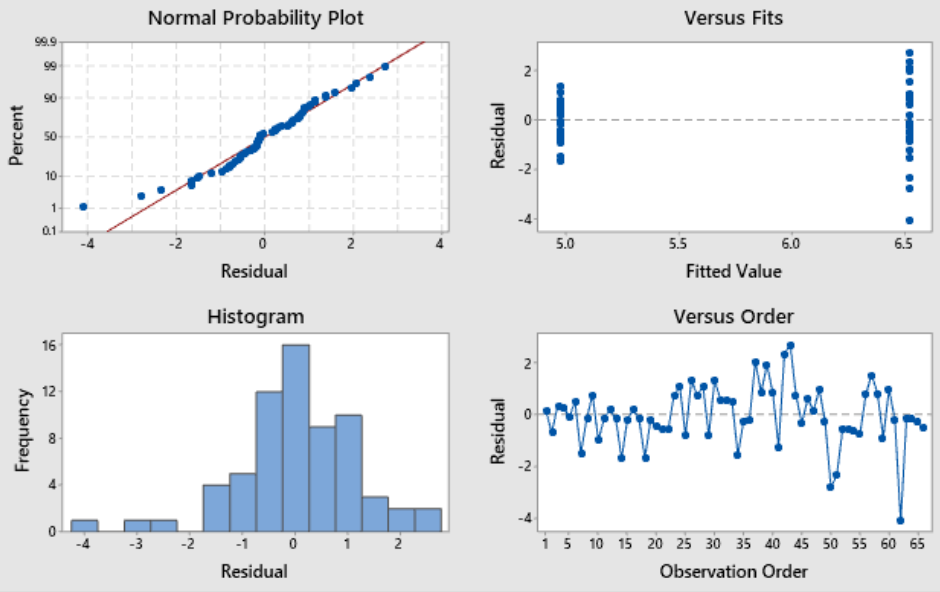 Normal Probability Plot
99.9
99
90
50
10
1
0.1
Percent
-4 -2 0 2 4
Residual
Versus Fits
2
0
-2
-4
Residual
5.0 5.5 6.0 6.5
Fitted Value
Histogram
16
12
8
4
0
Frequency
-4 -3 -2 -1 0 1 2
Residual
Versus Order
2
0
-2
-4
Residual
1 5 10 15 20 25 30 35 40 45 50 55 60 65
Observation Order